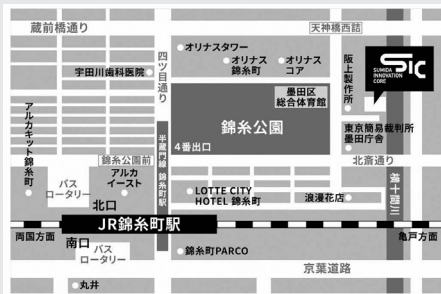 蔵前橋通り
天神橋西詰
四ツ目通り
オリナスタワー
オリナス
錦糸町
オリナス
コア
阪上製作所
SIC
SUMIDA
INNOVATION
CORE
宇田川歯科医院
墨田区
総合体育館
アルカキット錦糸町
錦糸公園
4番出口
半蔵門線 錦糸町駅
東京簡易裁判所
墨田庁舎
北斎通り
錦糸公園前
アルカ
イースト
バス
ロータリー
北口
LOTTE CITY
HOTEL 錦糸町
浪漫花店
横十間川
JR錦糸町駅
両国方面
亀戸方面
南口
バス
ロータリー
錦糸町PARCO
京葉道路
丸井